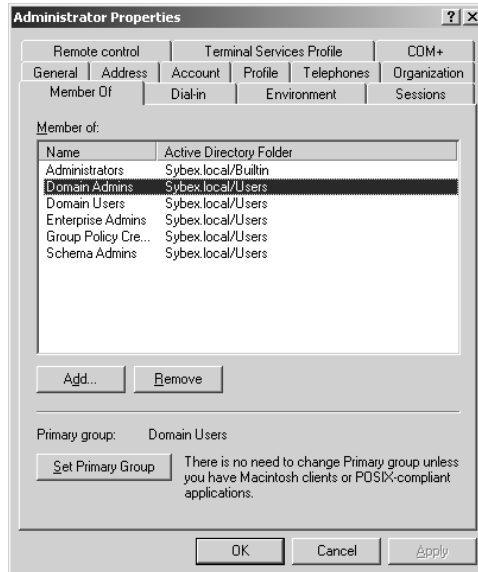 Administrator Properties
Remote control Terminal Services Profile COM+
General Address Account Profile Telephones Organization
Member Of Dial-in Environment Sessions
Member of:
Name Active Directory Folder
Administrators Sybex.local/Builtin
Domain Admins Sybex.local/Users
Domain Users Sybex.local/Users
Enterprise Admins Sybex.local/Users
Group Policy Cre... Sybex.local/Users
Schema Admins Sybex.local/Users
Add... Remove
Primary group: Domain Users
Set Primary Group
There is no need to change Primary group unless
you have Macintosh clients or POSIX-compliant
applications.
OK Cancel Apply